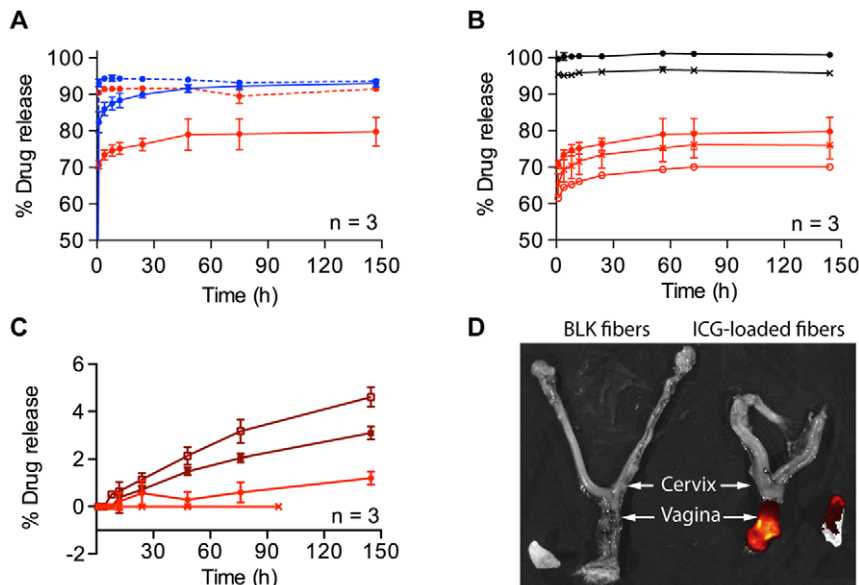 A
% Drug release
100
90
80
70
60
50
0 30 60 90 120 150
Time (h)
n = 3
B
% Drug release
100
90
80
70
60
50
0 30 60 90 120 150
Time (h)
n = 3
C
% Drug release
6
4
2
0
-2
30 60 90 120 150
Time (h)
n = 3
D
BLK fibers ICG-loaded fibers
Cervix
Vagina